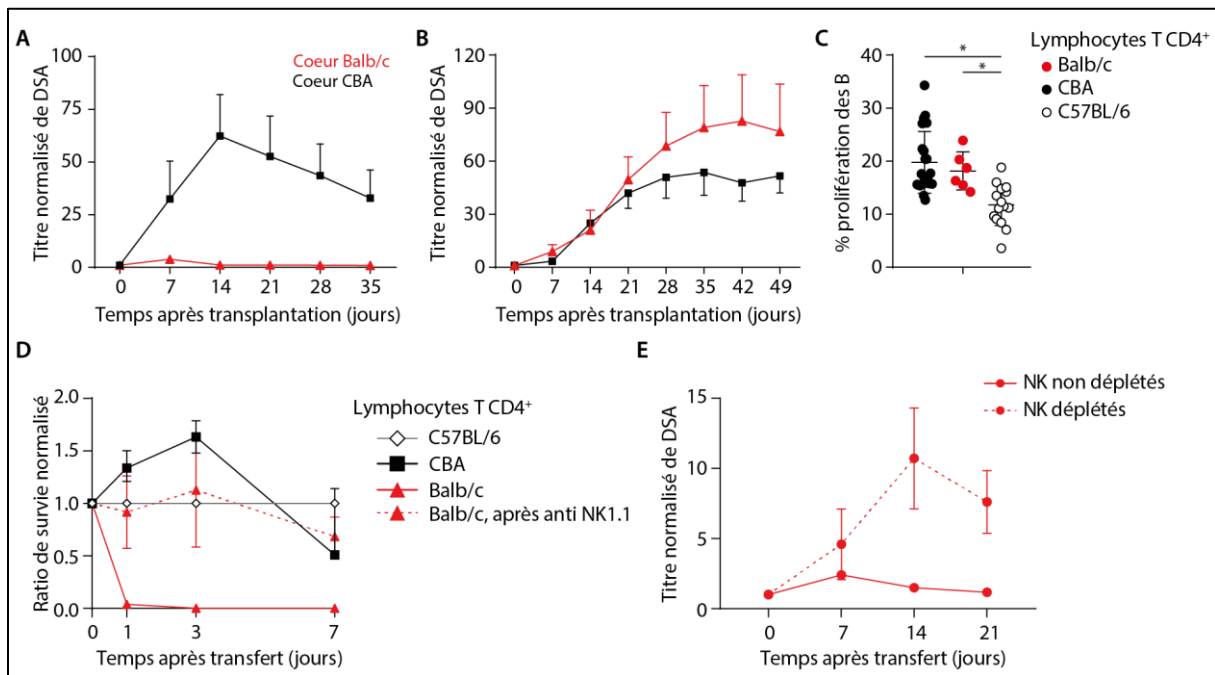 A
Titre normalisé de DSA
100
75
50
25
0
Coeur Balb/c
Coeur CBA
0 7 14 21 28 35
Temps après transplantation (jours)
B
Titre normalisé de DSA
120
90
60
30
0
0 7 14 21 28 35 42 49
Temps après transplantation (jours)
C
% prolifération des B
40
30
20
10
0
*
*
Lymphocytes T CD4+
Balb/c
CBA
C57BL/6
D
Ratio de survie normalisé
2.0
1.5
1.0
0.5
0.0
0 1 3 7
Temps après transfert (jours)
Lymphocytes T CD4+
C57BL/6
CBA
Balb/c
Balb/c, après anti NK1.1
E
Titre normalisé de DSA
15
10
5
0
0 7 14 21
Temps après transfert (jours)
NK non déplétés
NK déplétés